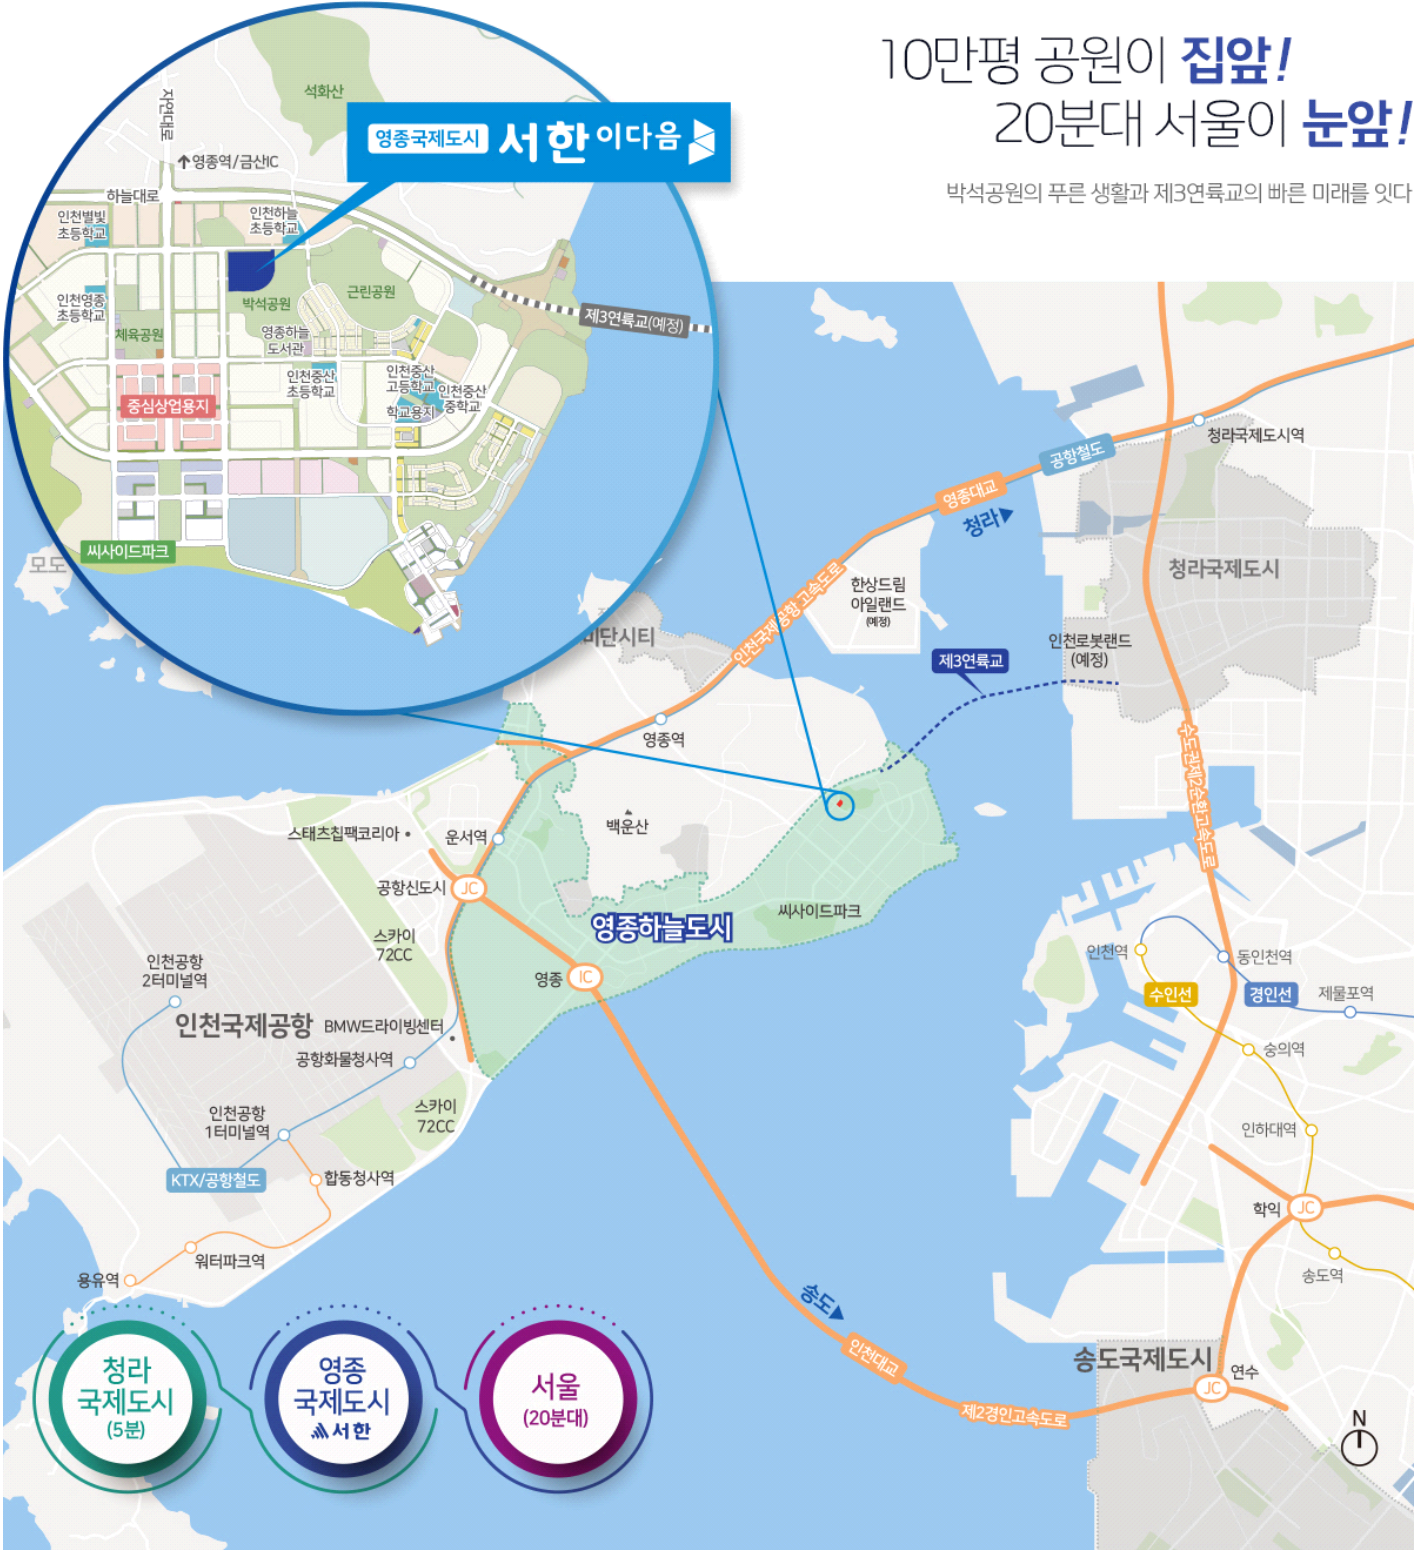 10만평 공원이 집앞!
20분대 서울이 눈앞!
박석공원의 푸른 생활과 제3연륙교의 빠른 미래를 잇다
석화산
자연대로
영종국제도시 서한이다음
↑영종역/금산IC
하늘대로
인천별빛
초등학교
인천하늘
초등학교
인천영종
초등학교
박석공원
근린공원
제3연륙교(예정)
체육공원
영종하늘
도서관
인천중산
초등학교
인천중산
고등학교
인천중산
중학교
학교용지
중심상업용지
씨사이드파크
모도
미단시티
청라국제도시역
공항철도
영종대교
청라▶
인천국제공항 고속도로
한상드림
아일랜드
(예정)
청라국제도시
인천로봇랜드
(예정)
제3연륙교
영종역
수도권제2순환고속도로
스태츠칩팩코리아
운서역
백운산
공항신도시
JC
영종하늘도시
씨사이드파크
스카이
72CC
영종
IC
인천역
동인천역
수인선
경인선
제물포역
인천공항
2터미널역
인천국제공항
BMW드라이빙센터
공항화물청사역
숭의역
스카이
72CC
인천공항
1터미널역
인하대역
KTX/공항철도
합동청사역
학익
JC
워터파크역
용유역
송도역
송도▶
인천대교
송도국제도시
연수
JC
제2경인고속도로
청라
국제도시
(5분)
영종
국제도시
서한
서울
(20분대)
N